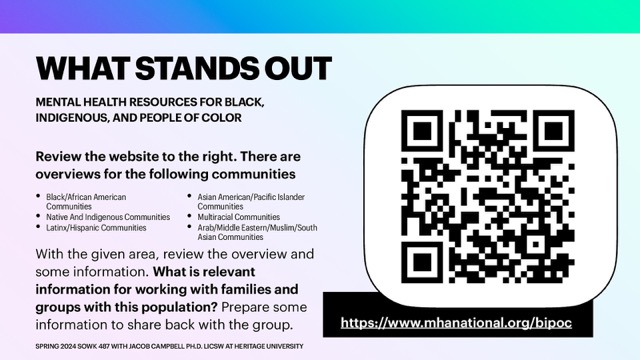 WHAT STANDS OUT
MENTAL HEALTH RESOURCES FOR BLACK,
INDIGENOUS, AND PEOPLE OF COLOR
Review the website to the right. There are
overviews for the following communities
• Black/African American
Communities
• Native And Indigenous Communities
• Latinx/Hispanic Communities
• Asian American/Pacific Islander
Communities
• Multiracial Communities
• Arab/Middle Eastern/Muslim/South
Asian Communities
With the given area, review the overview and
some information. What is relevant
information for working with families and
groups with this population? Prepare some
information to share back with the group.
https://www.mhanational.org/bipoc
SPRING 2024 SOWK 487 WITH JACOB CAMPBELL PH.D. LICSW AT HERITAGE UNIVERSITY